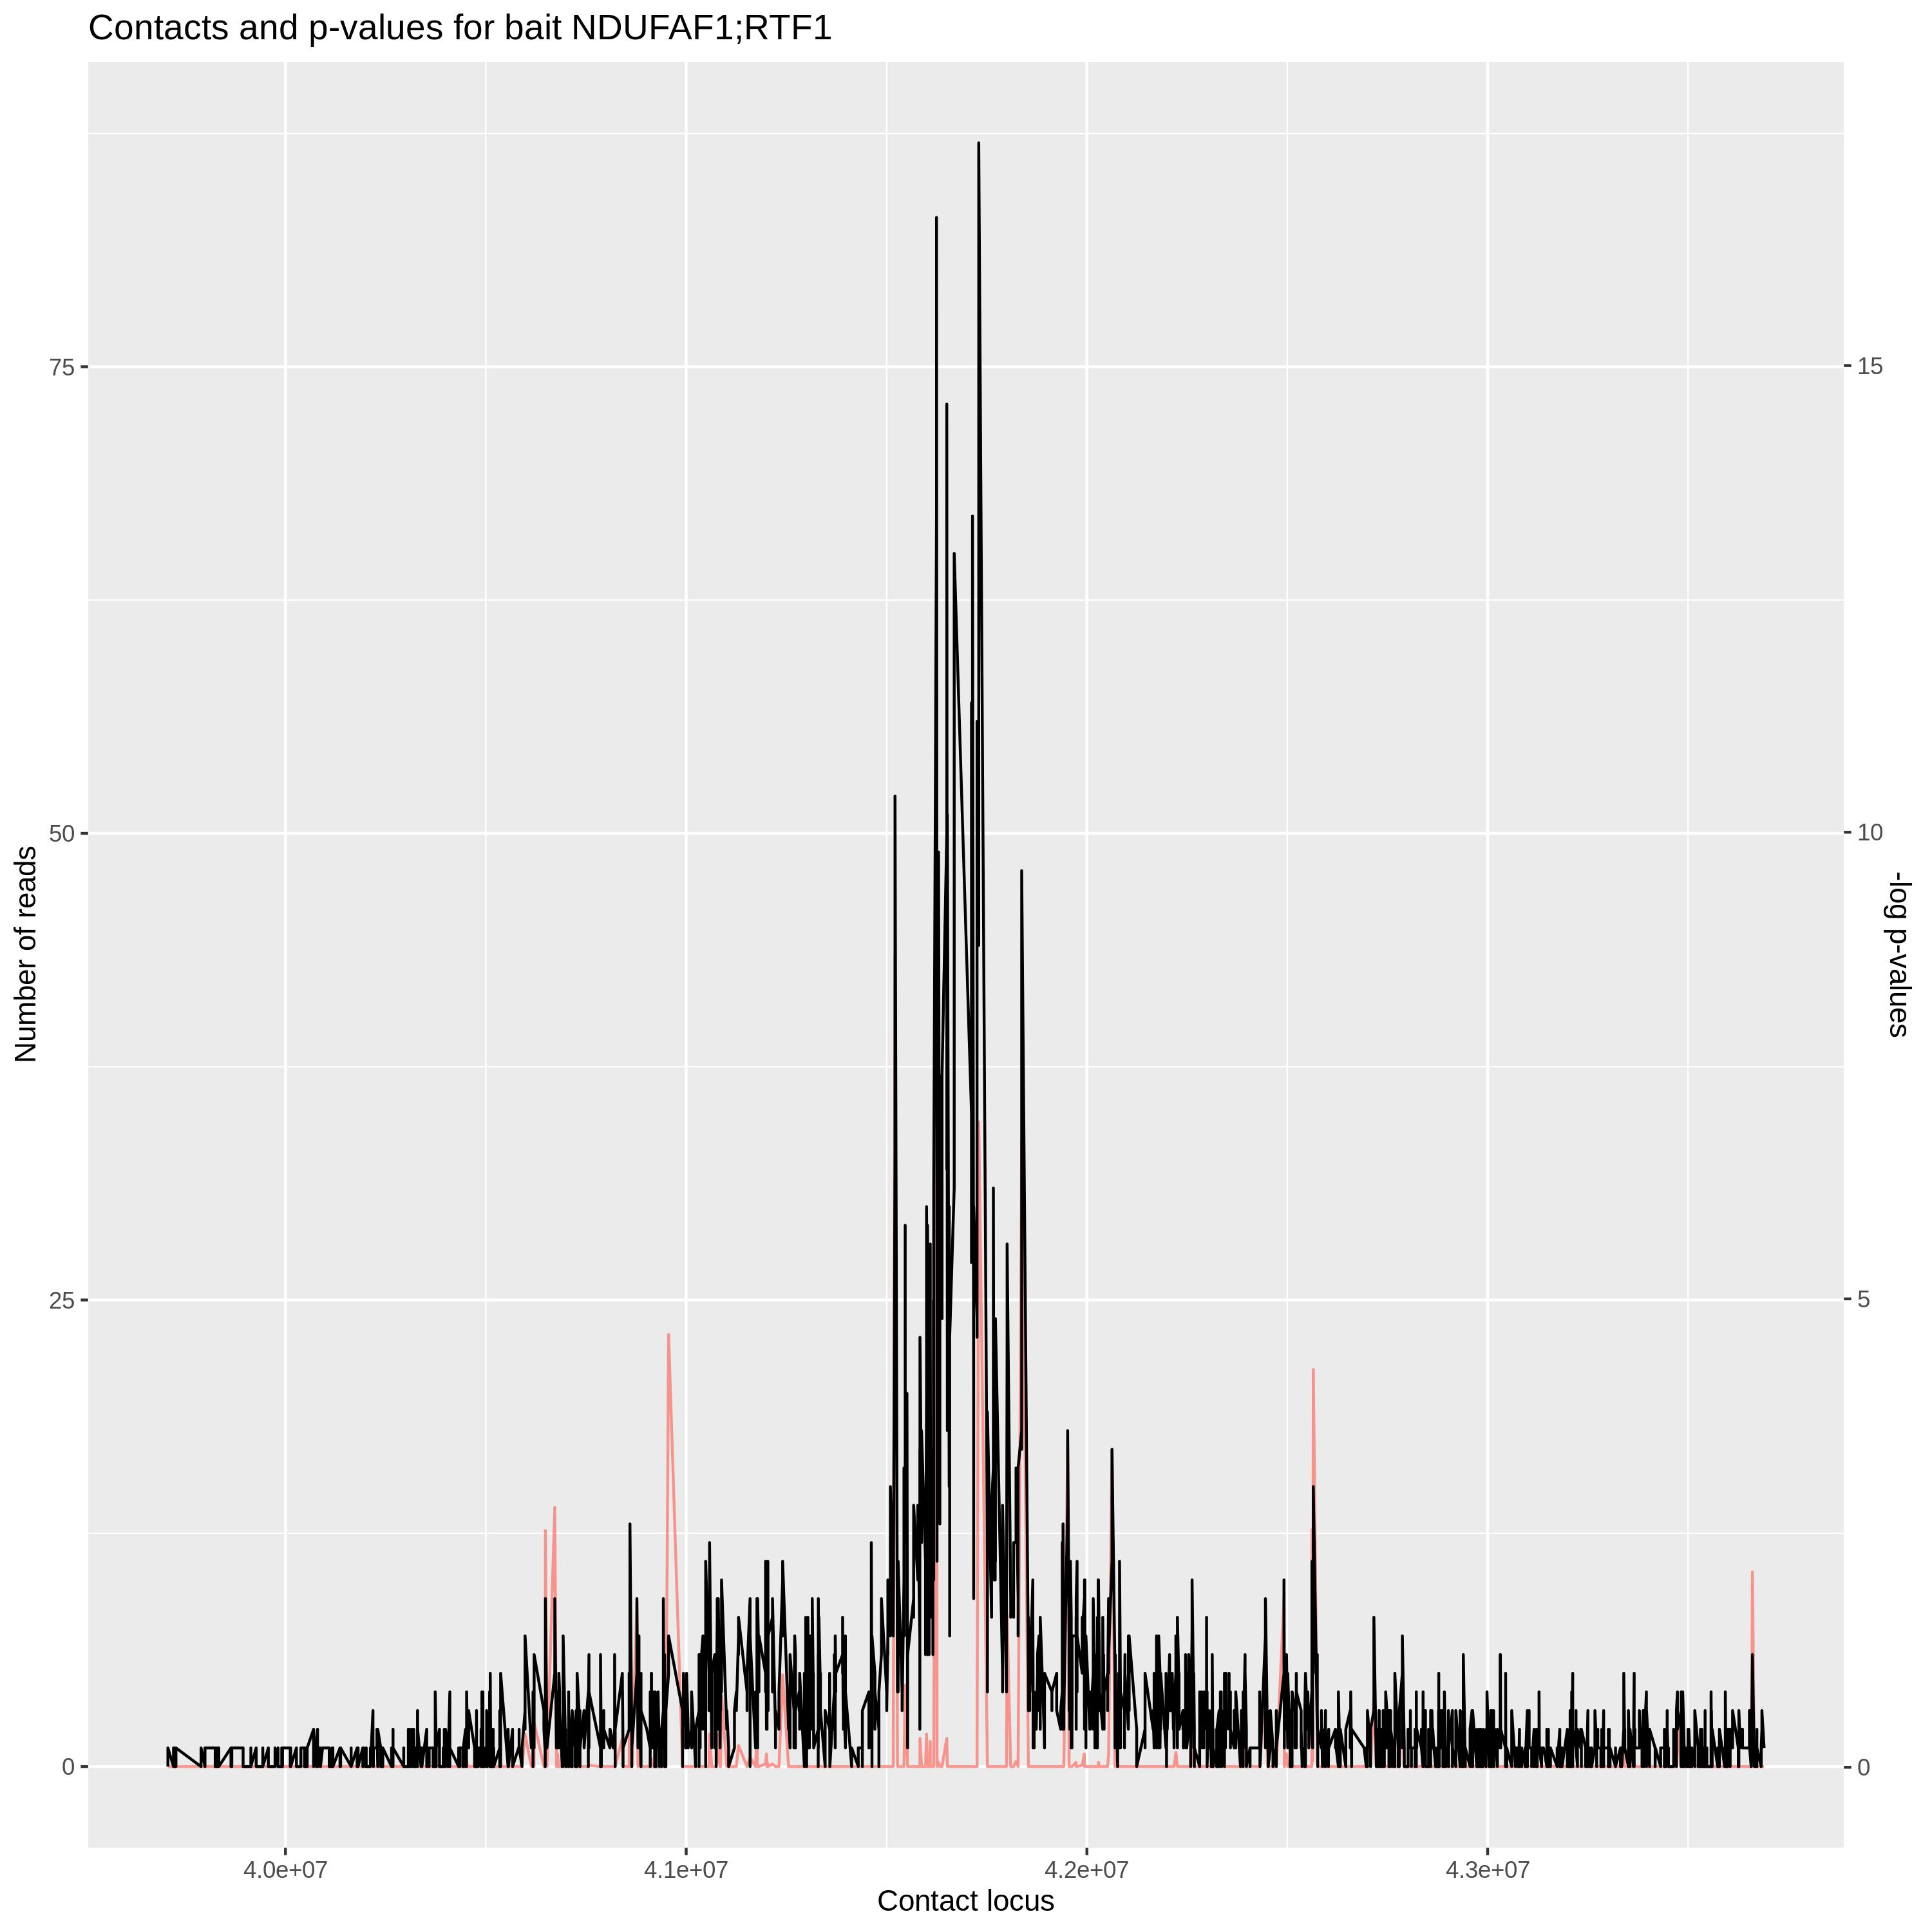 Contacts and p-values for bait NDUFAF1;RTF1
75
50
25
0
15
10
5
0
Number of reads
-log p-values
4.0e+07
4.1e+07
4.2e+07
4.3e+07
Contact locus